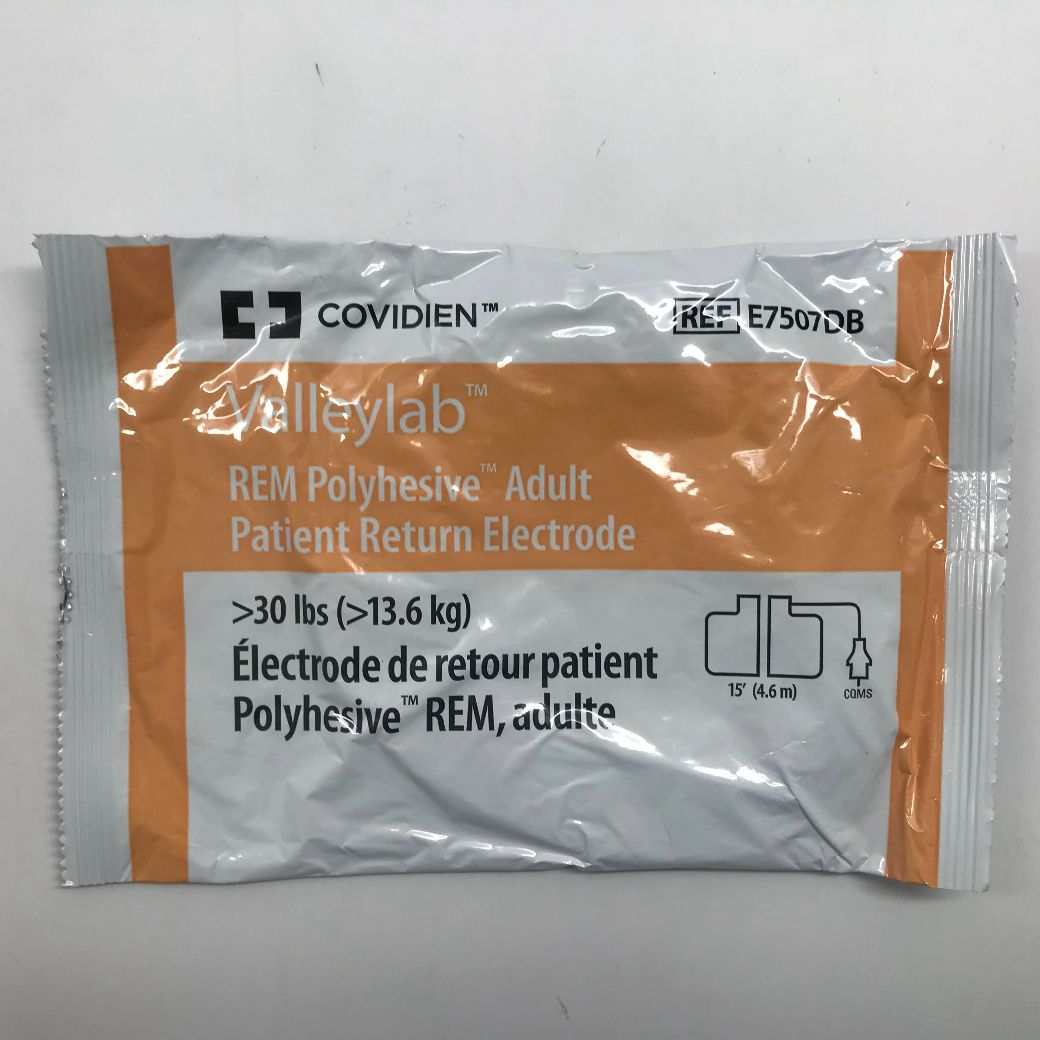 COVIDIEN™
REF E7507DB
Valleylab™
REM Polyhesive™ Adult
Patient Return Electrode
>30 lbs (>13.6 kg)
Électrode de retour patient
Polyhesive™ REM, adulte
15' (4.6 m)
CQMS